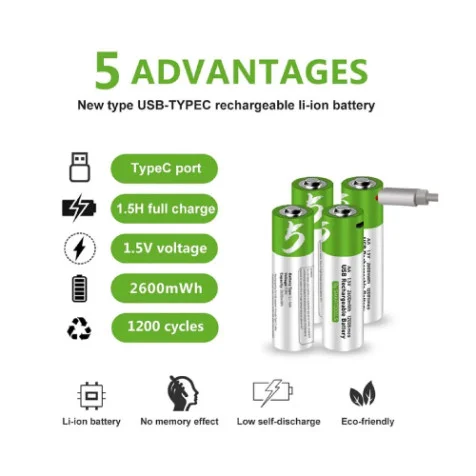 5 ADVANTAGES
New type USB-TYPEC rechargeable li-ion battery
TypeC port
1.5H full charge
1.5V voltage
2600mWh
1200 cycles
5
USB Rechargeable Battery
Li-ion battery
No memory effect
Low self-discharge
Eco-friendly